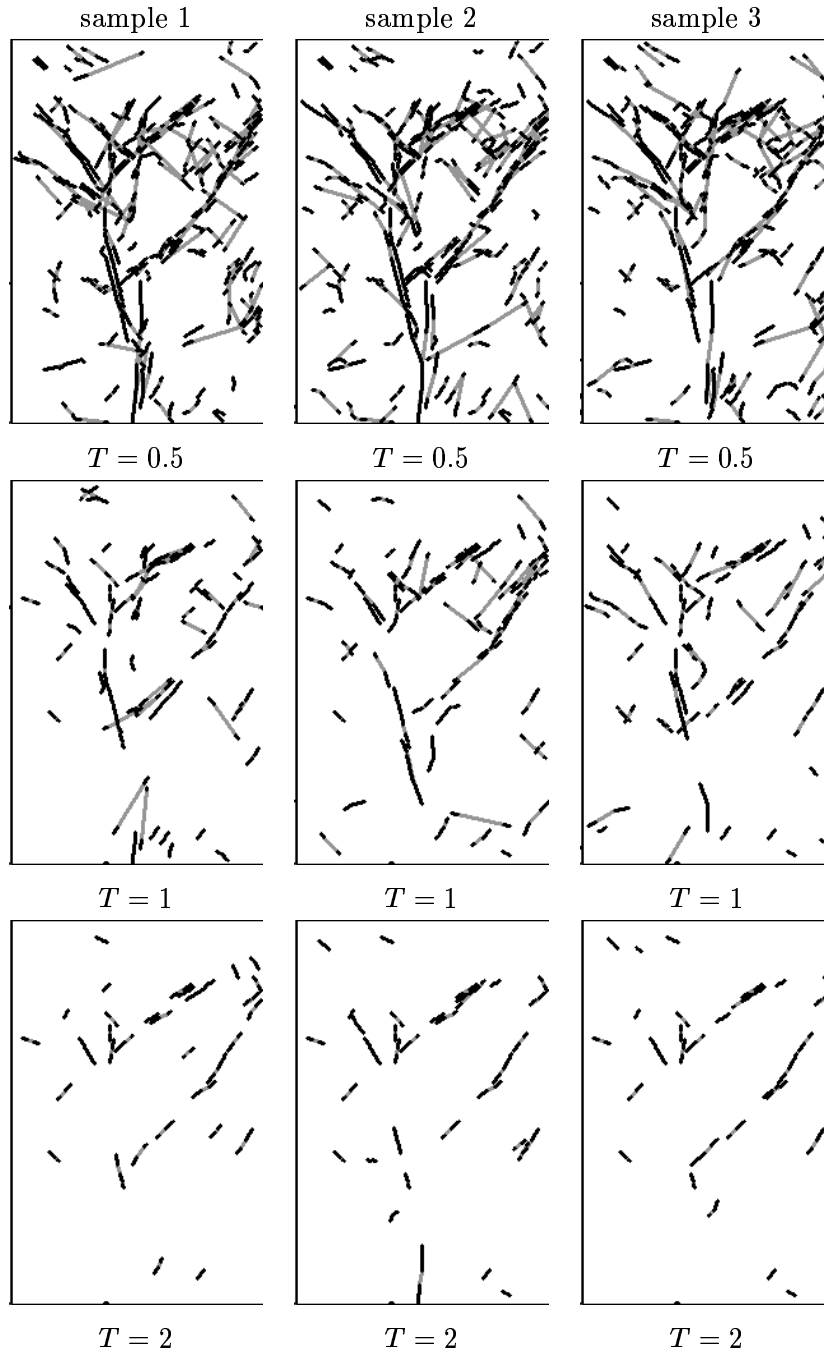 sample 1 sample 2 sample 3
T = 0.5 T = 0.5 T = 0.5
T = 1 T = 1 T = 1
T = 2 T = 2 T = 2